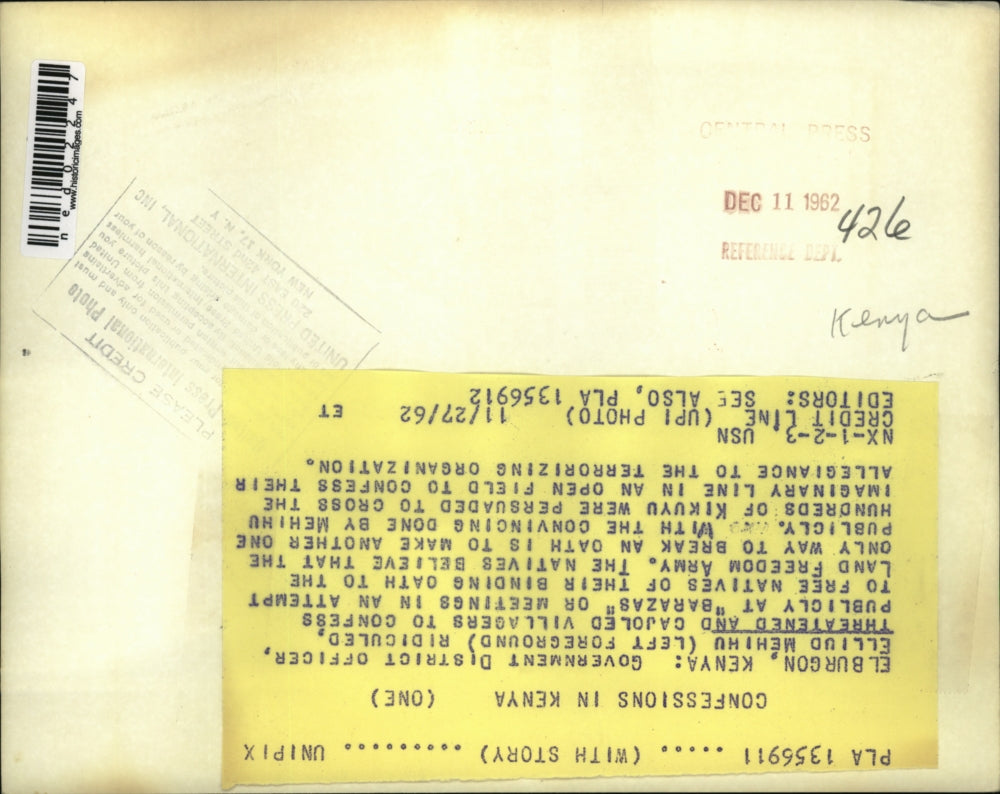 CENTRAL PRESS
DEC 11 1962
426
REFERENCE DEPT.
Kenya
ned02247
www.historicimages.com
PLEASE CREDIT
Press International Photo
UNITED PRESS INTERNATIONAL, INC
220 EAST 42ND STREET
NEW YORK 17, N. Y
PLA 1356911 ..... (WITH STORY) .......... UNIPIX
CONFESSIONS IN KENYA (ONE)
ELBURGON, KENYA: GOVERNMENT DISTRICT OFFICER,
ELLIUD MEHIHU (LEFT FOREGROUND) RIDICULED,
THREATENED AND CAJOLED VILLAGERS TO CONFESS
PUBLICLY AT "BARAZAS" OR MEETINGS IN AN ATTEMPT
TO FREE NATIVES OF THEIR BINDING OATH TO THE
LAND FREEDOM ARMY. THE NATIVES BELIEVE THAT THE
ONLY WAY TO BREAK AN OATH IS TO MAKE ANOTHER ONE
PUBLICLY. WITH THE CONVINCING DONE BY MEHIHU
HUNDREDS OF KIKUYU WERE PERSUADED TO CROSS THE
IMAGINARY LINE IN AN OPEN FIELD TO CONFESS THEIR
ALLEGIANCE TO THE TERRORIZING ORGANIZATION.
NX-1-2-3, USN
CREDIT LINE (UPI PHOTO) 11/27/62 ET
EDITORS: SEE ALSO, PLA 1356912